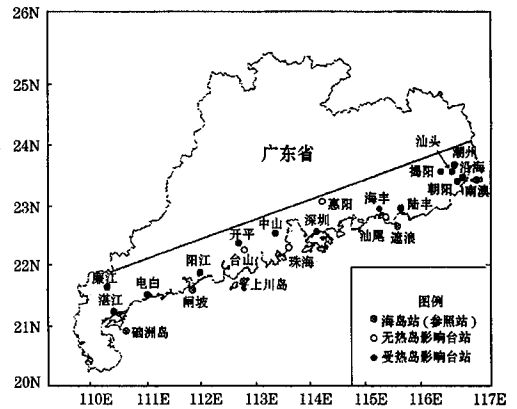 26N
25N
24N
23N
22N
21N
20N
广东省
汕头
潮州
揭阳
沿海
朝阳
南澳
惠阳
海丰
陆丰
汕尾
遮浪
深圳
中山
开平
台山
珠海
阳江
上川岛
廉江
电白
闸坡
湛江
硇洲岛
图例
海岛站(参照站)
无热岛影响台站
受热岛影响台站
110E 111E 112E 113E 114E 115E 116E 117E